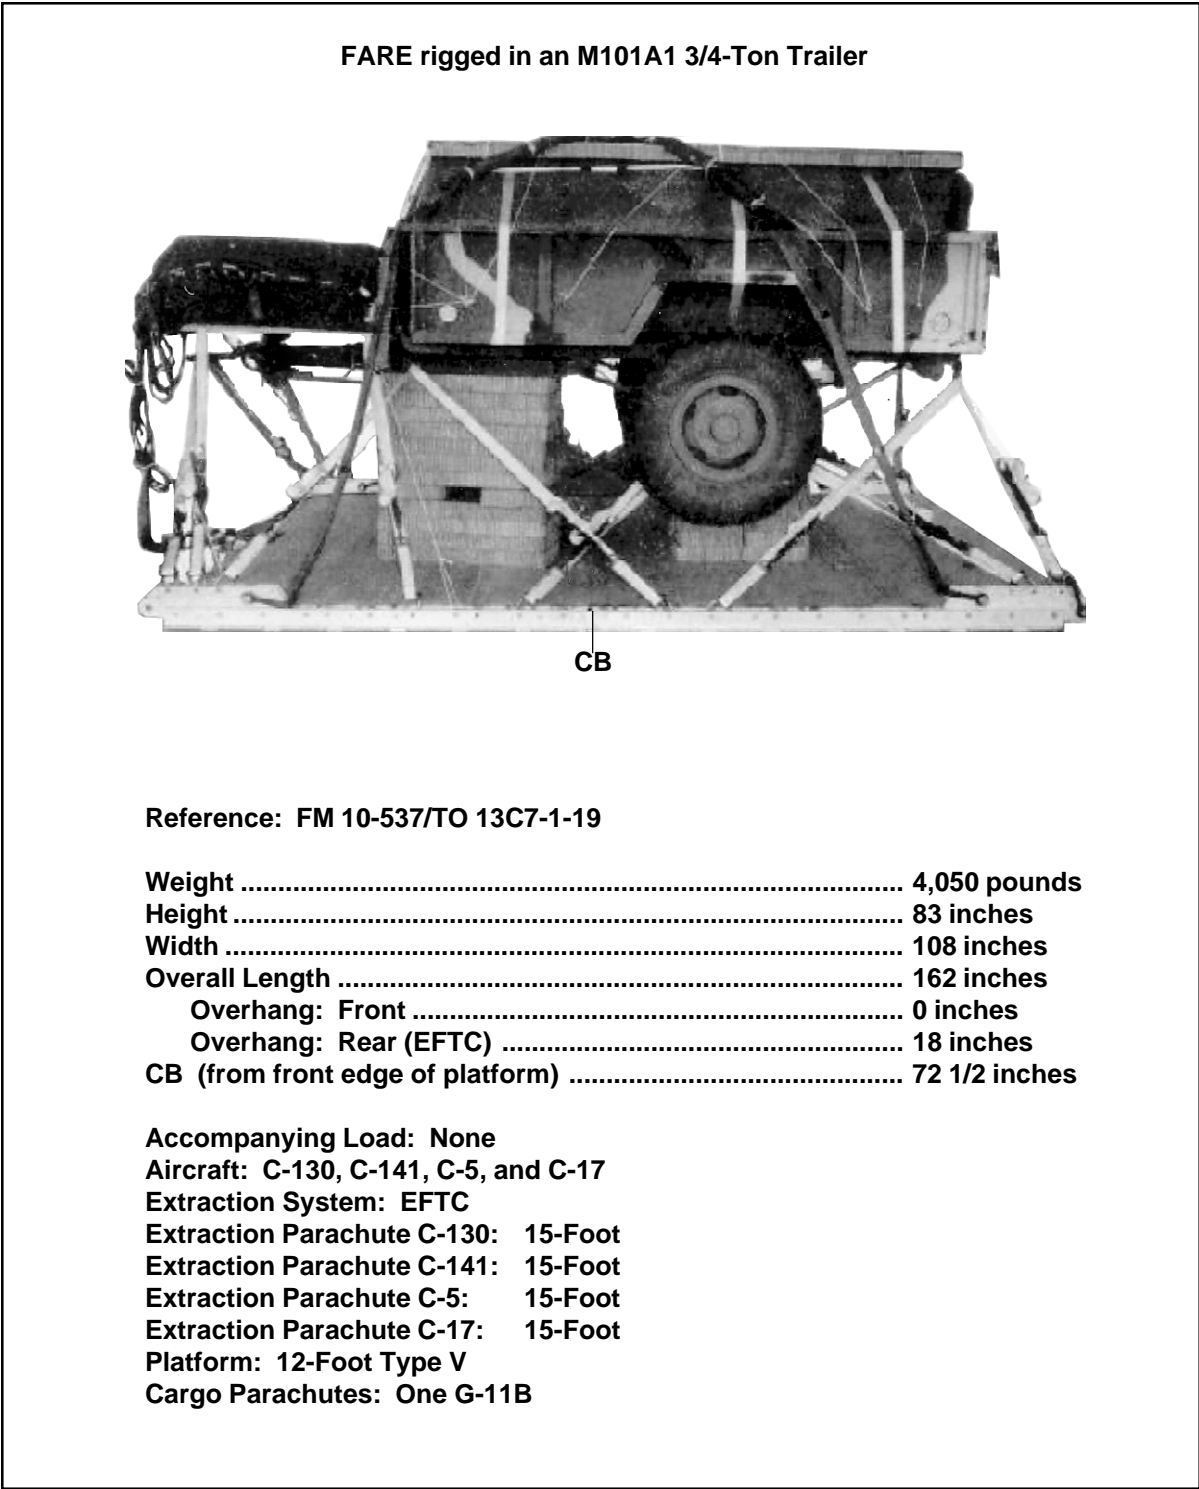 FARE rigged in an M101A1 3/4-Ton Trailer
CB
Reference: FM 10-537/TO 13C7-1-19
Weight ........................................................................................ 4,050 pounds
Height ......................................................................................... 83 inches
Width .......................................................................................... 108 inches
Overall Length ........................................................................... 162 inches
Overhang: Front ................................................................. 0 inches
Overhang: Rear (EFTC) ..................................................... 18 inches
CB (from front edge of platform) ............................................ 72 1/2 inches
Accompanying Load: None
Aircraft: C-130, C-141, C-5, and C-17
Extraction System: EFTC
Extraction Parachute C-130: 15-Foot
Extraction Parachute C-141: 15-Foot
Extraction Parachute C-5: 15-Foot
Extraction Parachute C-17: 15-Foot
Platform: 12-Foot Type V
Cargo Parachutes: One G-11B